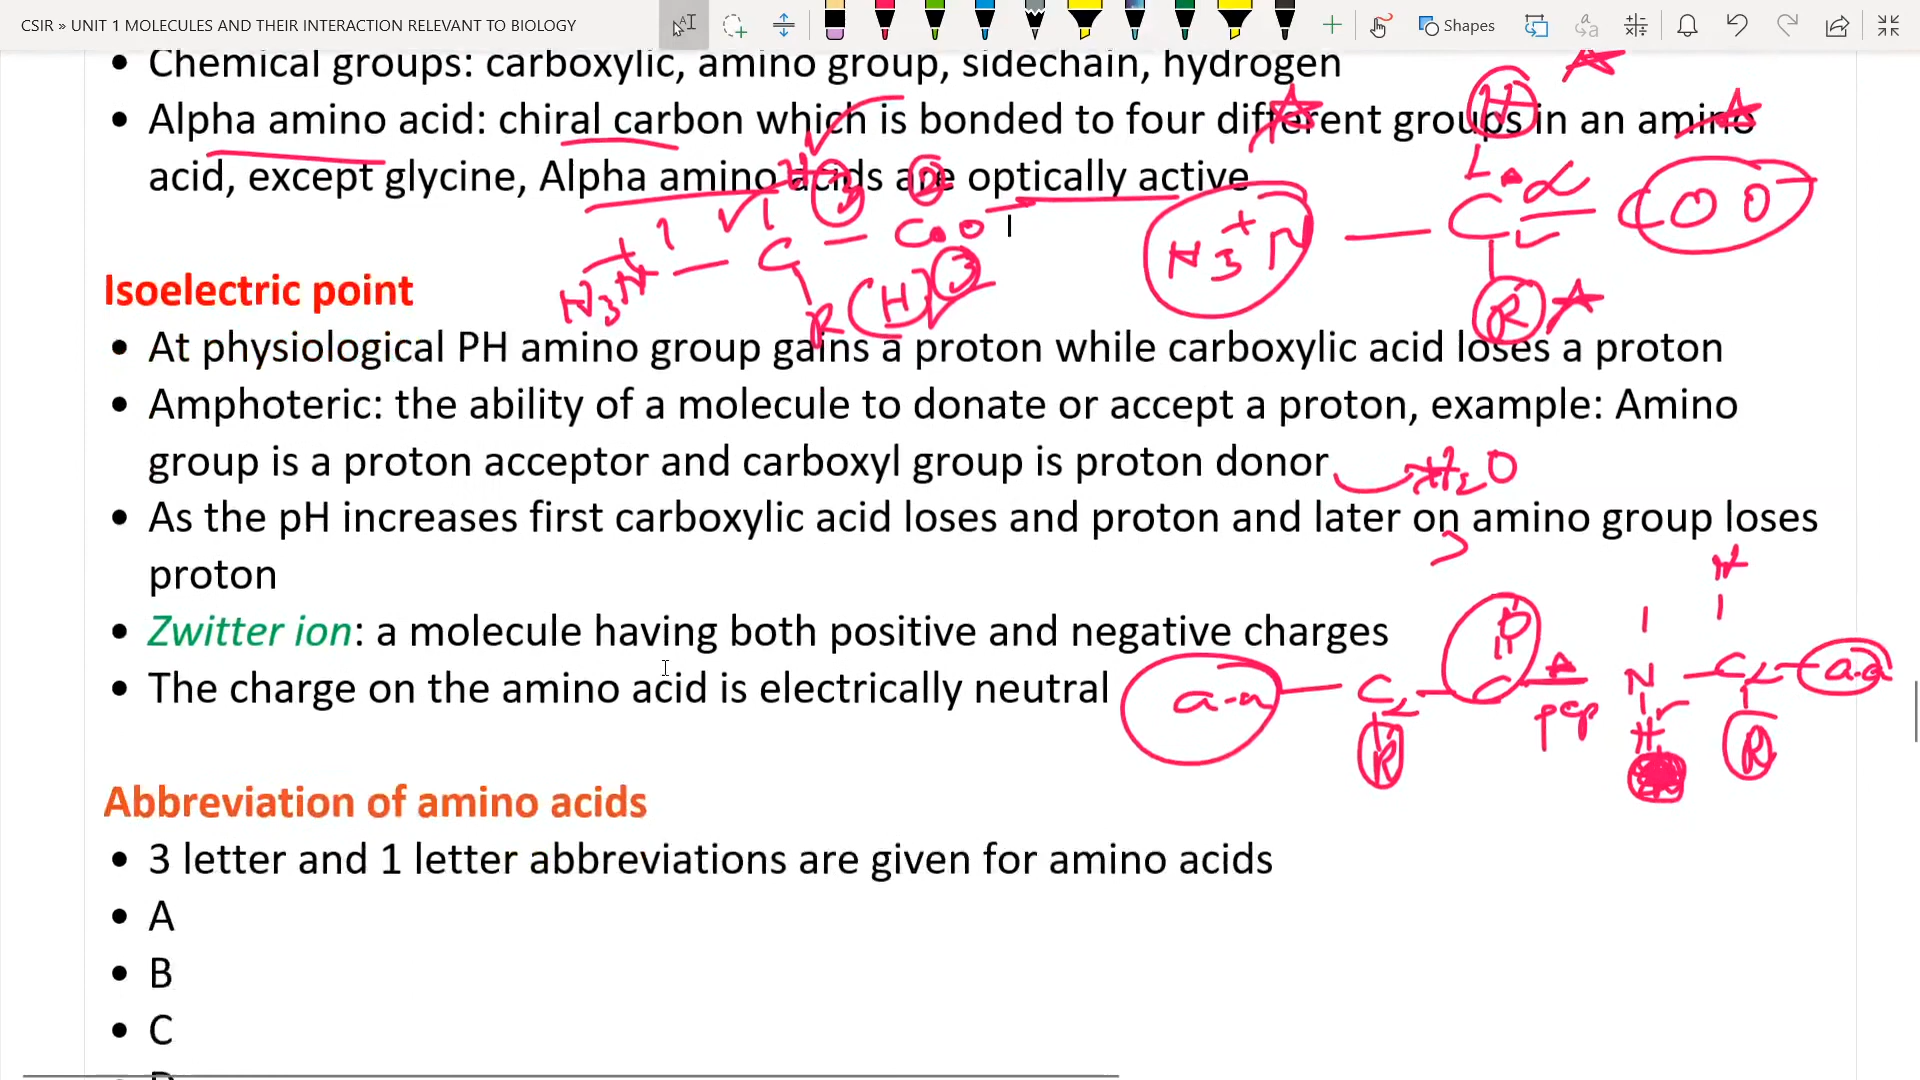 CSIR » UNIT 1 MOLECULES AND THEIR INTERACTION RELEVANT TO BIOLOGY
Shapes
• Chemical groups: carboxylic, amino group, sidechain, hydrogen
• Alpha amino acid: chiral carbon which is bonded to four different groups in an amino
acid, except glycine, Alpha amino acids are optically active
H
α
H3+N — C — COO-
R
H
H3+N — C — COO-
R (H)
Isoelectric point
• At physiological PH amino group gains a proton while carboxylic acid loses a proton
• Amphoteric: the ability of a molecule to donate or accept a proton, example: Amino
group is a proton acceptor and carboxyl group is proton donor
H2O
• As the pH increases first carboxylic acid loses and proton and later on amino group loses
proton
• Zwitter ion: a molecule having both positive and negative charges
• The charge on the amino acid is electrically neutral
O H
a-a — C — C — N — C — a-a
pep
R H R
Abbreviation of amino acids
• 3 letter and 1 letter abbreviations are given for amino acids
• A
• B
• C